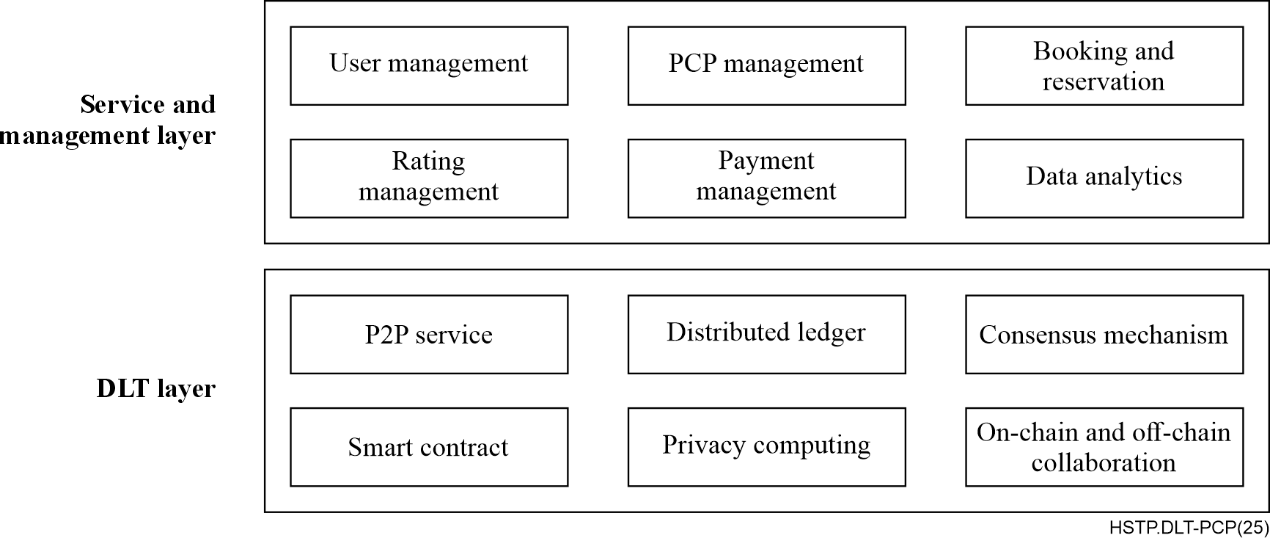 Service and
management layer
User management
PCP management
Booking and
reservation
Rating
management
Payment
management
Data analytics
DLT layer
P2P service
Distributed ledger
Consensus mechanism
Smart contract
Privacy computing
On-chain and off-chain
collaboration
HSTP.DLT-PCP(25)